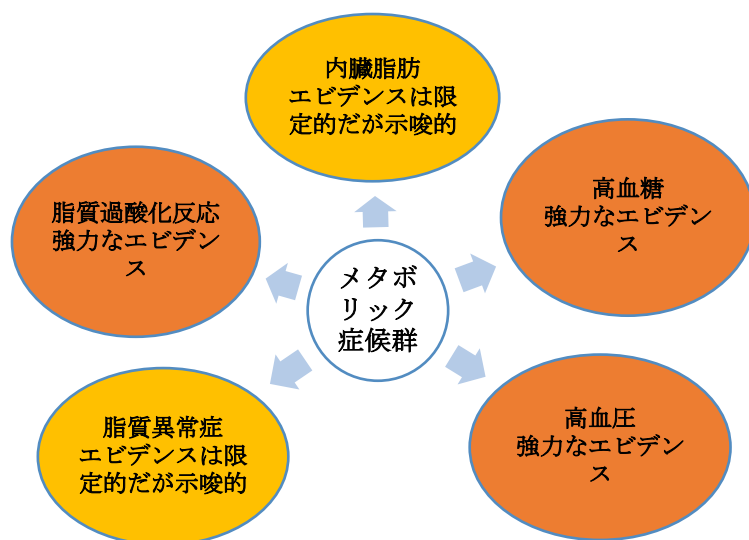 内臓脂肪
エビデンスは限
定的だが示唆的
高血糖
強力なエビデン
ス
脂質過酸化反応
強力なエビデン
ス
メタボ
リック
症候群
脂質異常症
エビデンスは限
定的だが示唆的
高血圧
強力なエビデン
ス